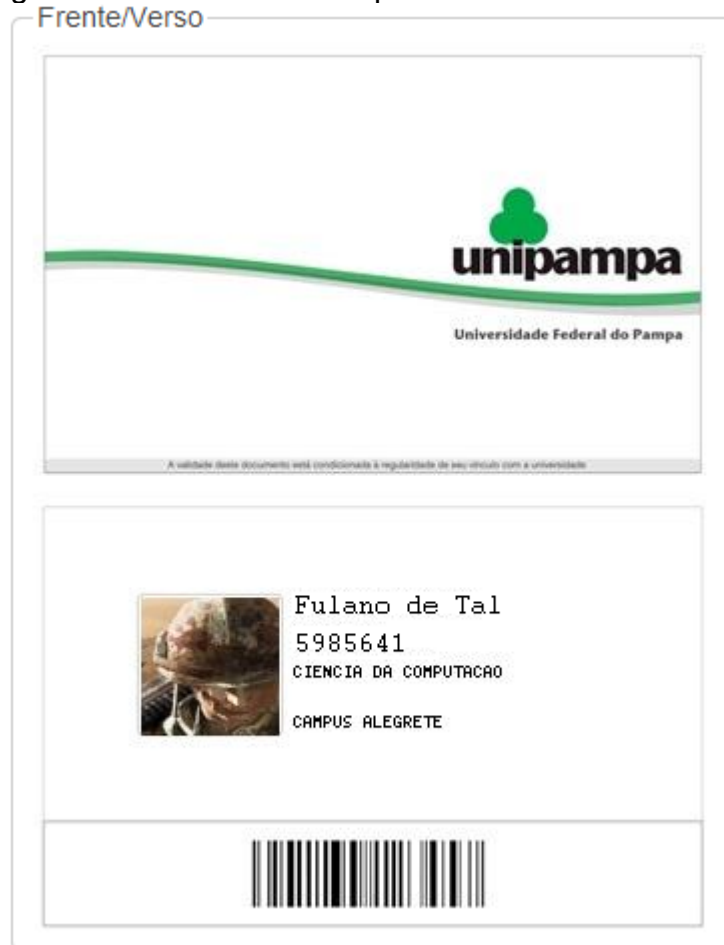 Frente/Verso
unipampa
Universidade Federal do Pampa
A validade deste documento está condicionada à regularidade de seu vínculo com a universidade
Fulano de Tal
5985641
CIENCIA DA COMPUTACAO
CAMPUS ALEGRETE